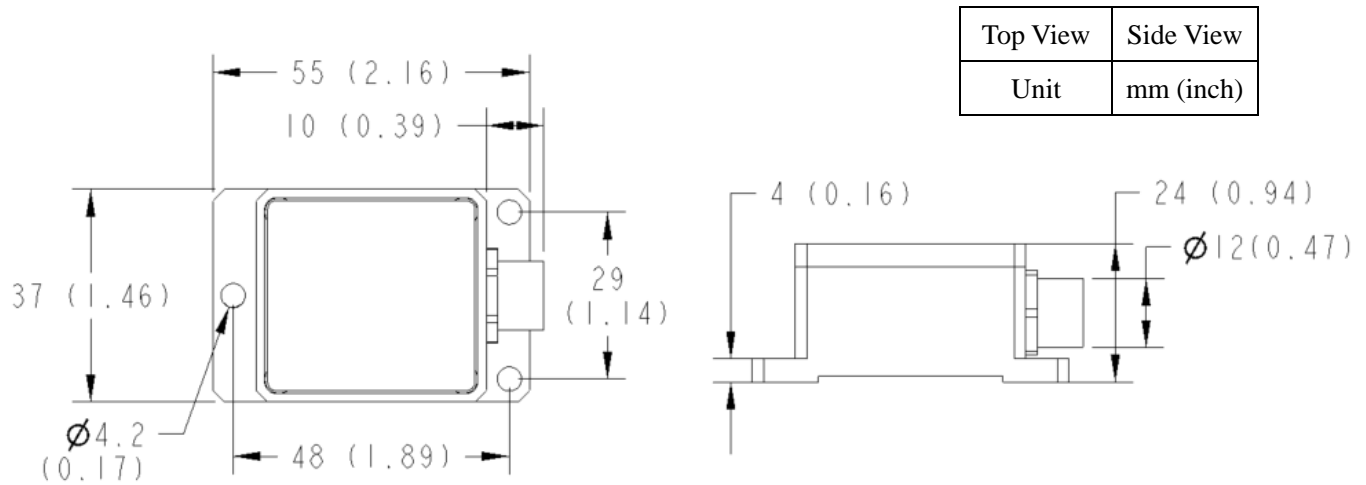 Top View Side View
Unit mm (inch)
55 (2.16)
10 (0.39)
37 (1.46)
29
(1.14)
Ø4.2
(0.17)
48 (1.89)
4 (0.16)
24 (0.94)
Ø12(0.47)